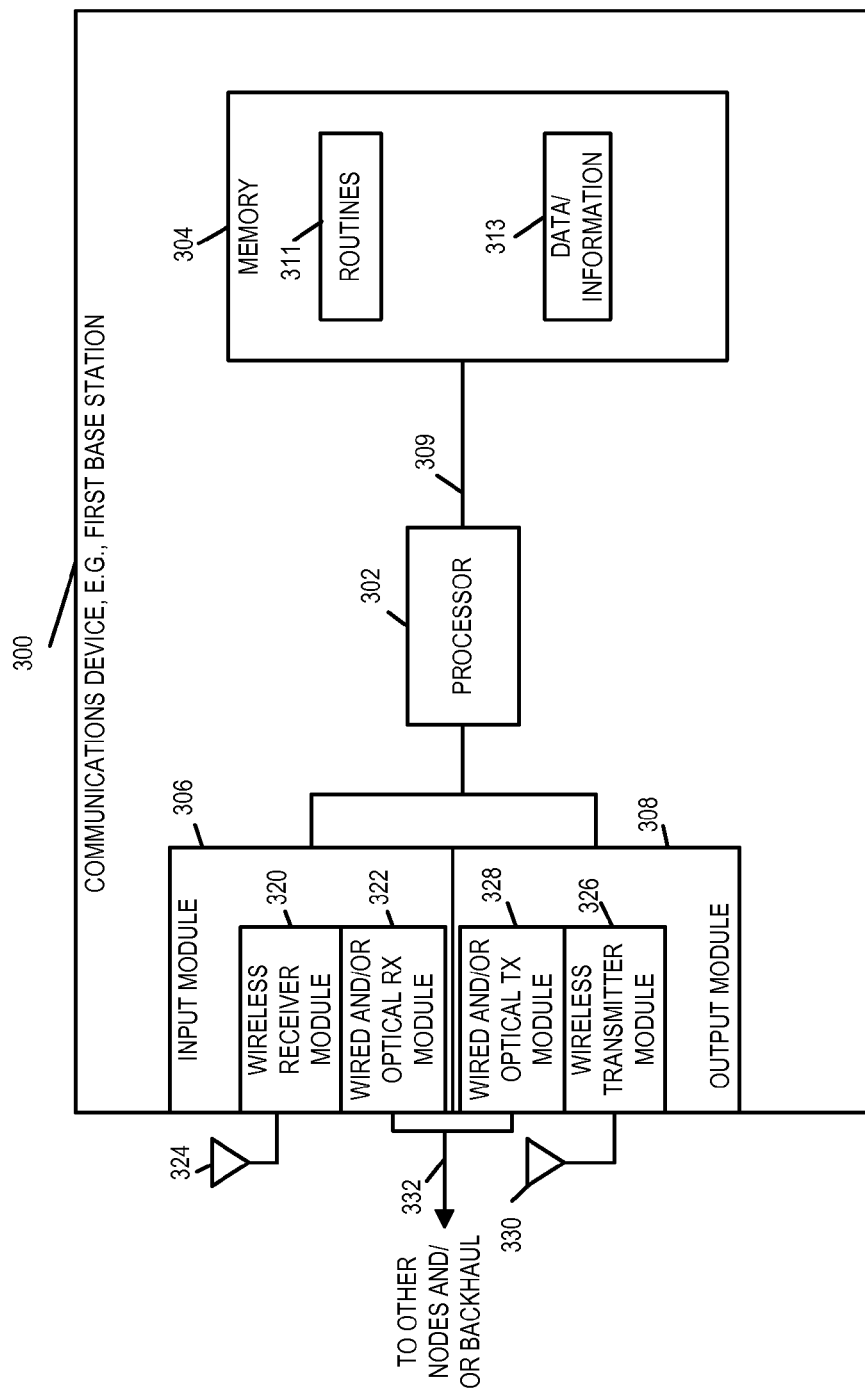 300
COMMUNICATIONS DEVICE, E.G., FIRST BASE STATION
304
MEMORY
311
ROUTINES
313
DATA/
INFORMATION
309
302
PROCESSOR
306
INPUT MODULE
320
WIRELESS
RECEIVER
MODULE
322
WIRED AND/OR
OPTICAL RX
MODULE
328
WIRED AND/OR
OPTICAL TX
MODULE
326
WIRELESS
TRANSMITTER
MODULE
308
OUTPUT MODULE
324
332
330
TO OTHER
NODES AND/
OR BACKHAUL